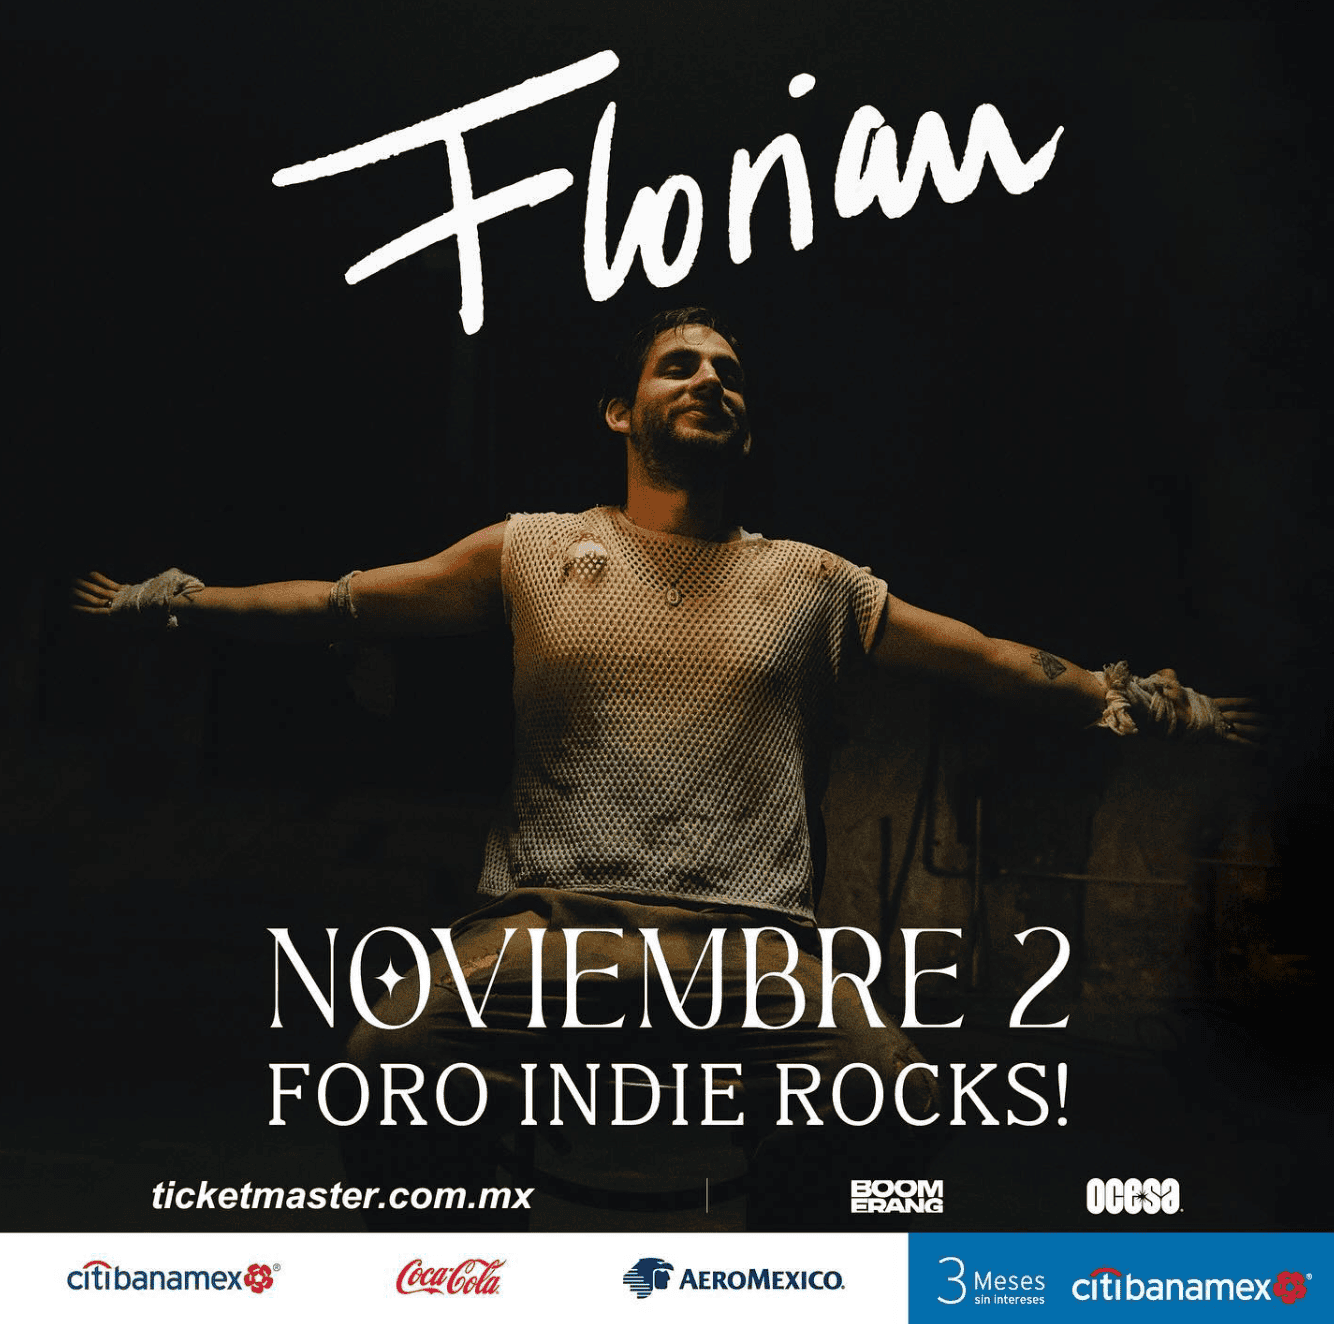 Florian
NOVIEMBRE 2
FORO INDIE ROCKS!
ticketmaster.com.mx
BOOM
ERANG
OCESA
citibanamex
Coca-Cola
AEROMEXICO.
3 Meses
sin intereses
citibanamex